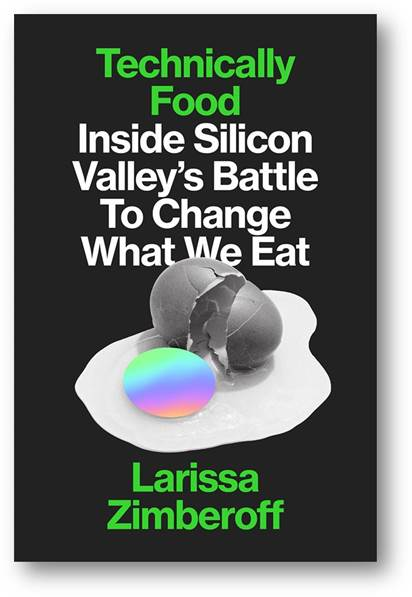 Technically
Food
Inside Silicon
Valley's Battle
To Change
What We Eat
Larissa
Zimberoff